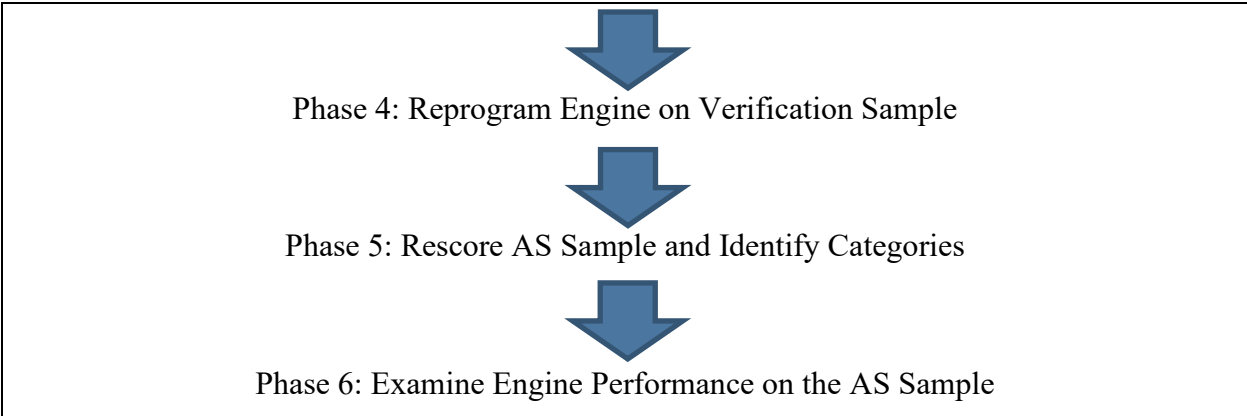 Phase 4: Reprogram Engine on Verification Sample
Phase 5: Rescore AS Sample and Identify Categories
Phase 6: Examine Engine Performance on the AS Sample